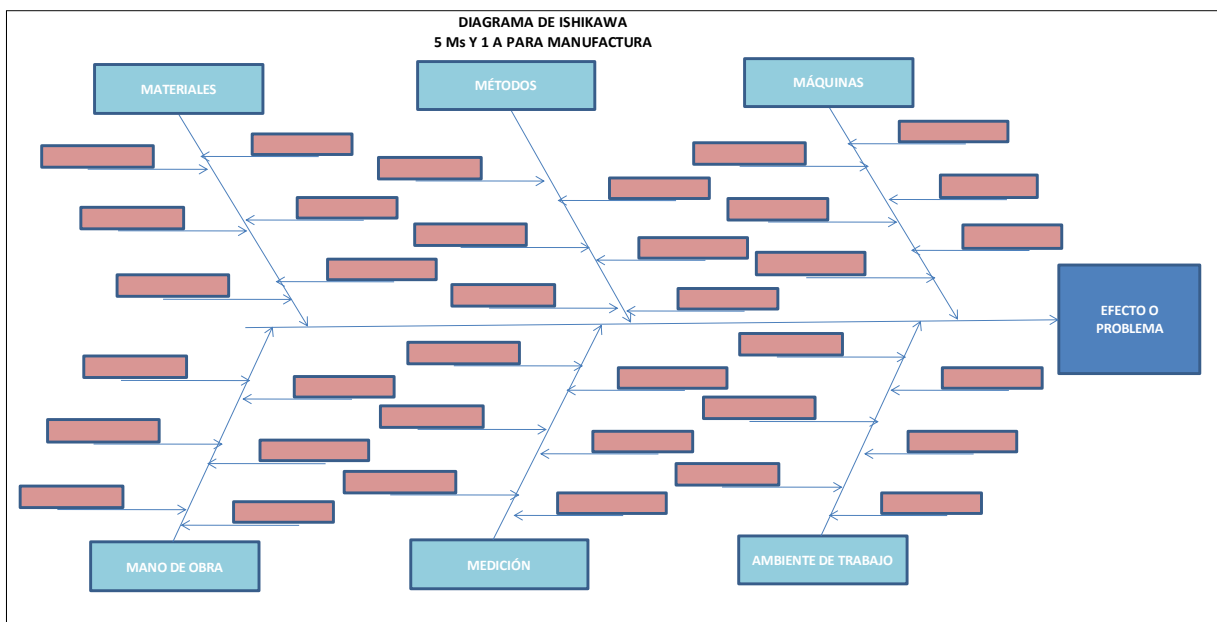 DIAGRAMA DE ISHIKAWA
5 Ms Y 1 A PARA MANUFACTURA
MATERIALES
MÉTODOS
MÁQUINAS
EFECTO O
PROBLEMA
MANO DE OBRA
MEDICIÓN
AMBIENTE DE TRABAJO